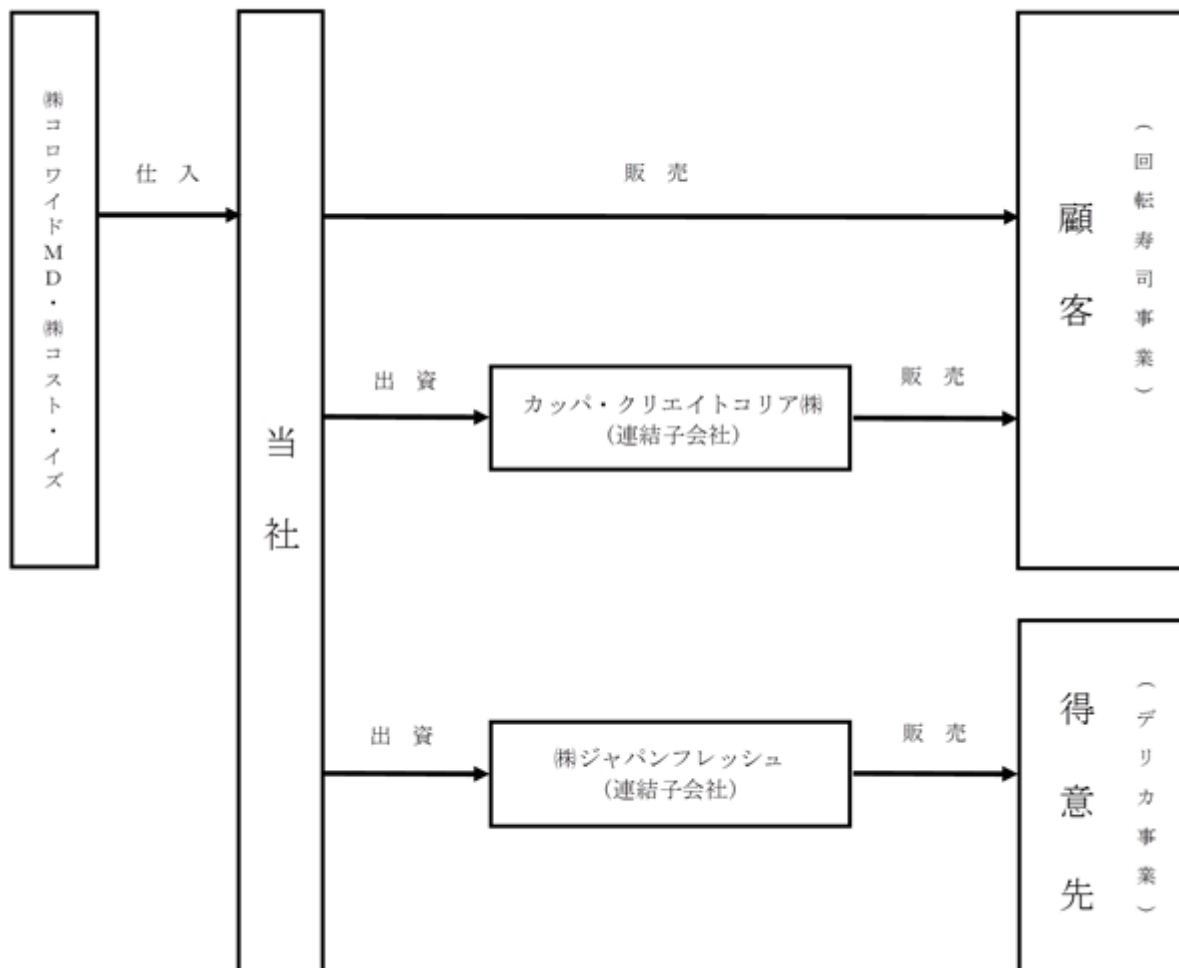 ㈱コロワイドMD・㈱コスト・イズ
仕 入
当社
販 売
顧客
（回転寿司事業）
出 資
カッパ・クリエイトコリア㈱
（連結子会社）
販 売
出 資
㈱ジャパンフレッシュ
（連結子会社）
販 売
得意先
（デリカ事業）